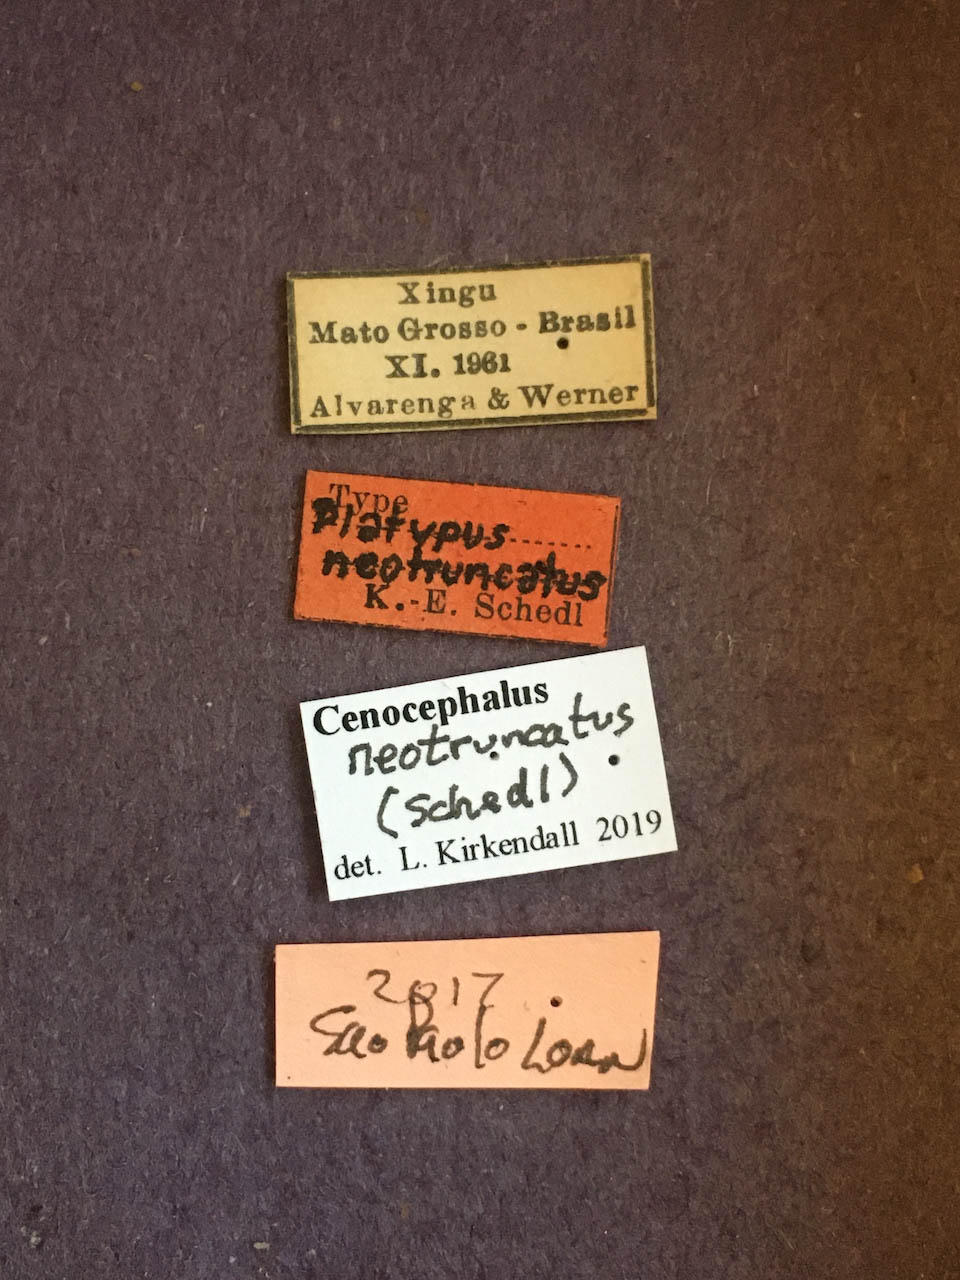 Xingu
Mato Grosso - Brasil
XI. 1961
Alvarenga & Werner
Type
Platypus
neotruncatus
K.-E. Schedl
Cenocephalus
neotruncatus
(Schedl)
det. L. Kirkendall 2019
2017
Sao Paolo Loan